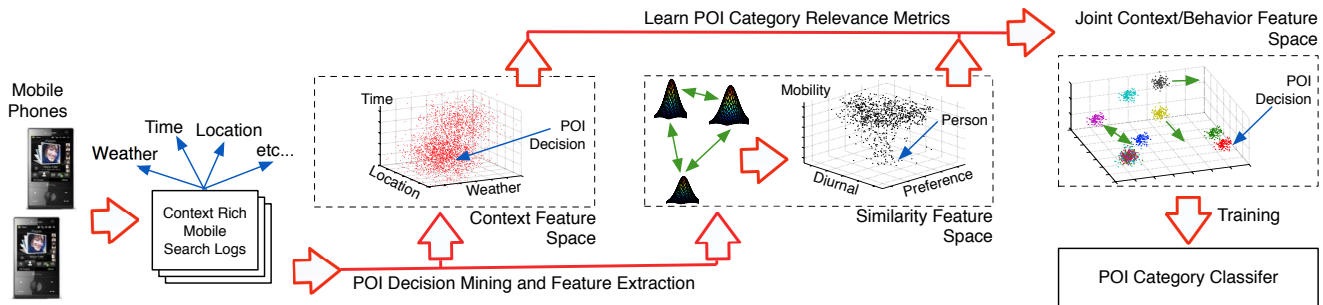 Learn POI Category Relevance Metrics
Joint Context/Behavior Feature
Space
Mobile
Phones
Time
Location
Weather
etc...
Context Rich
Mobile
Search Logs
Time
POI
Decision
Location
Weather
Context Feature
Space
Mobility
Person
Diurnal
Preference
Similarity Feature
Space
POI
Decision
Training
POI Category Classifer
POI Decision Mining and Feature Extraction